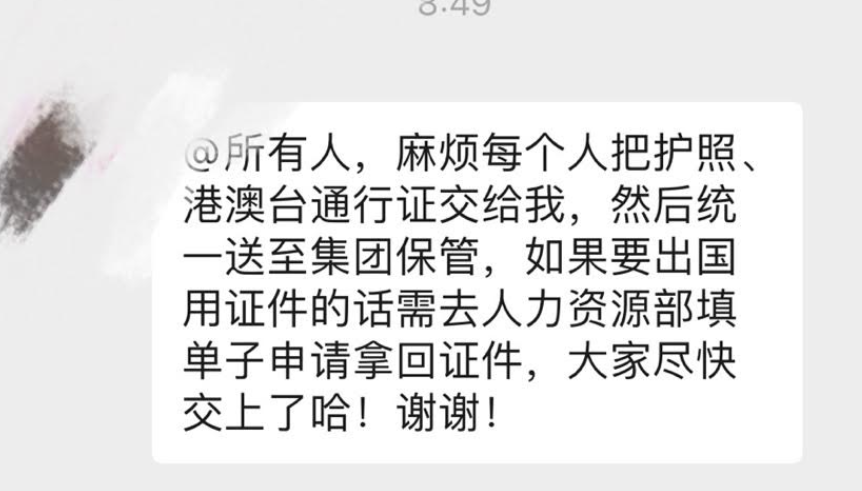 8:49
@所有人，麻烦每个人把护照、
港澳台通行证交给我，然后统
一送至集团保管，如果要出国
用证件的话需去人力资源部填
单子申请拿回证件，大家尽快
交上了哈！谢谢！